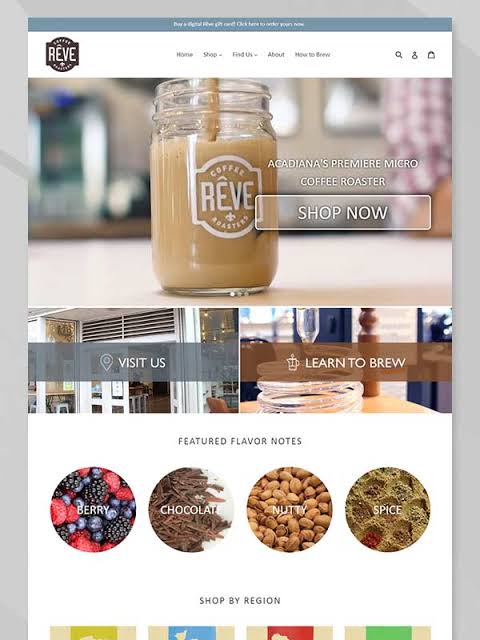 Buy a digital Rêve gift card! Click here to order yours now.
COFFEE
RÊVE
ROASTERS
Home Shop Find Us About How to Brew
COFFEE
RÊVE
ROASTERS
ACADIANA'S PREMIERE MICRO
COFFEE ROASTER
SHOP NOW
VISIT US
LEARN TO BREW
FEATURED FLAVOR NOTES
BERRY
CHOCOLATE
NUTTY
SPICE
SHOP BY REGION